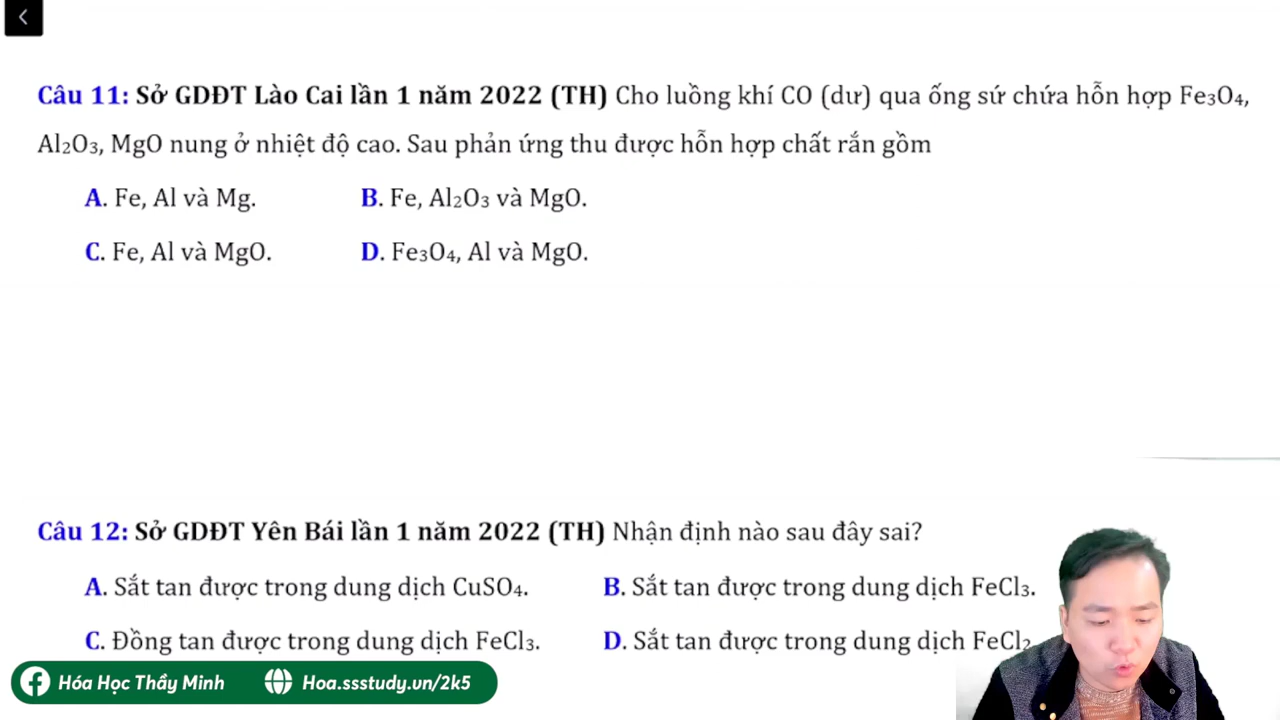 Câu 11: Sở GDĐT Lào Cai lần 1 năm 2022 (TH) Cho luồng khí CO (dư) qua ống sứ chứa hỗn hợp Fe₃O₄,
Al₂O₃, MgO nung ở nhiệt độ cao. Sau phản ứng thu được hỗn hợp chất rắn gồm
A. Fe, Al và Mg. B. Fe, Al₂O₃ và MgO.
C. Fe, Al và MgO. D. Fe₃O₄, Al và MgO.
Câu 12: Sở GDĐT Yên Bái lần 1 năm 2022 (TH) Nhận định nào sau đây sai?
A. Sắt tan được trong dung dịch CuSO₄. B. Sắt tan được trong dung dịch FeCl₃.
C. Đồng tan được trong dung dịch FeCl₃. D. Sắt tan được trong dung dịch FeCl₂
Hóa Học Thầy Minh Hoa.ssstudy.vn/2k5